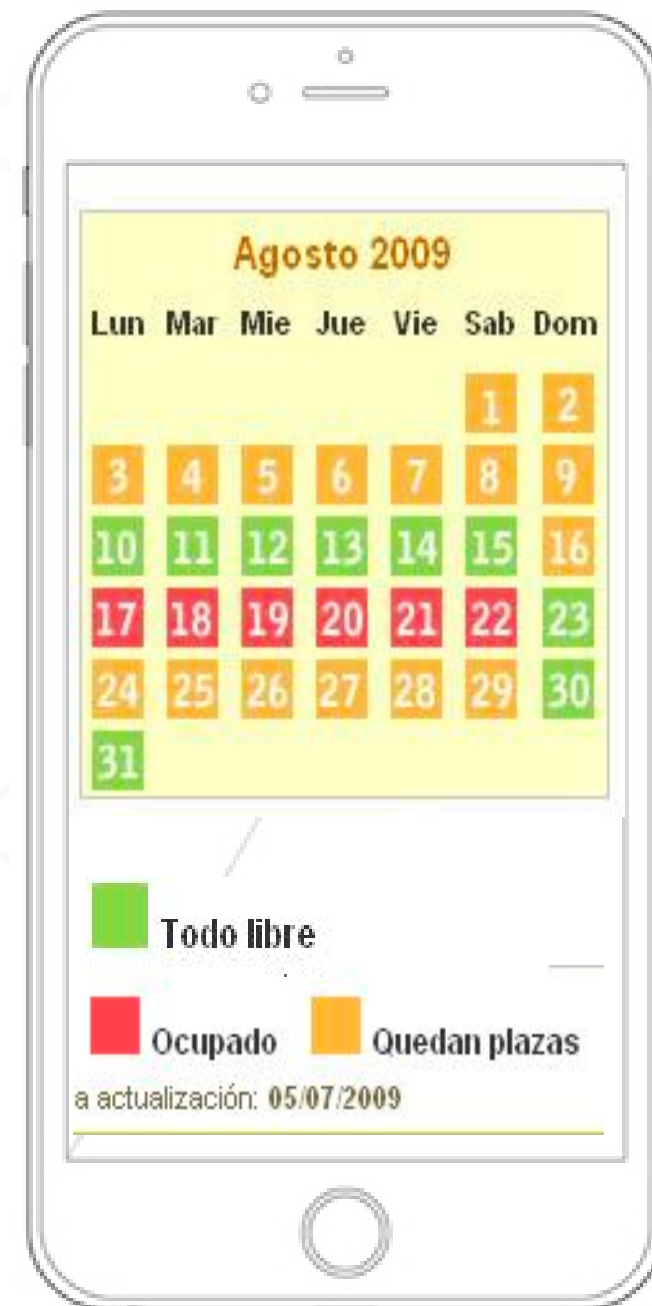 Agosto 2009
Lun Mar Mie Jue Vie Sab Dom
1 2
3 4 5 6 7 8 9
10 11 12 13 14 15 16
17 18 19 20 21 22 23
24 25 26 27 28 29 30
31
Todo libre
Ocupado Quedan plazas
a actualización: 05/07/2009